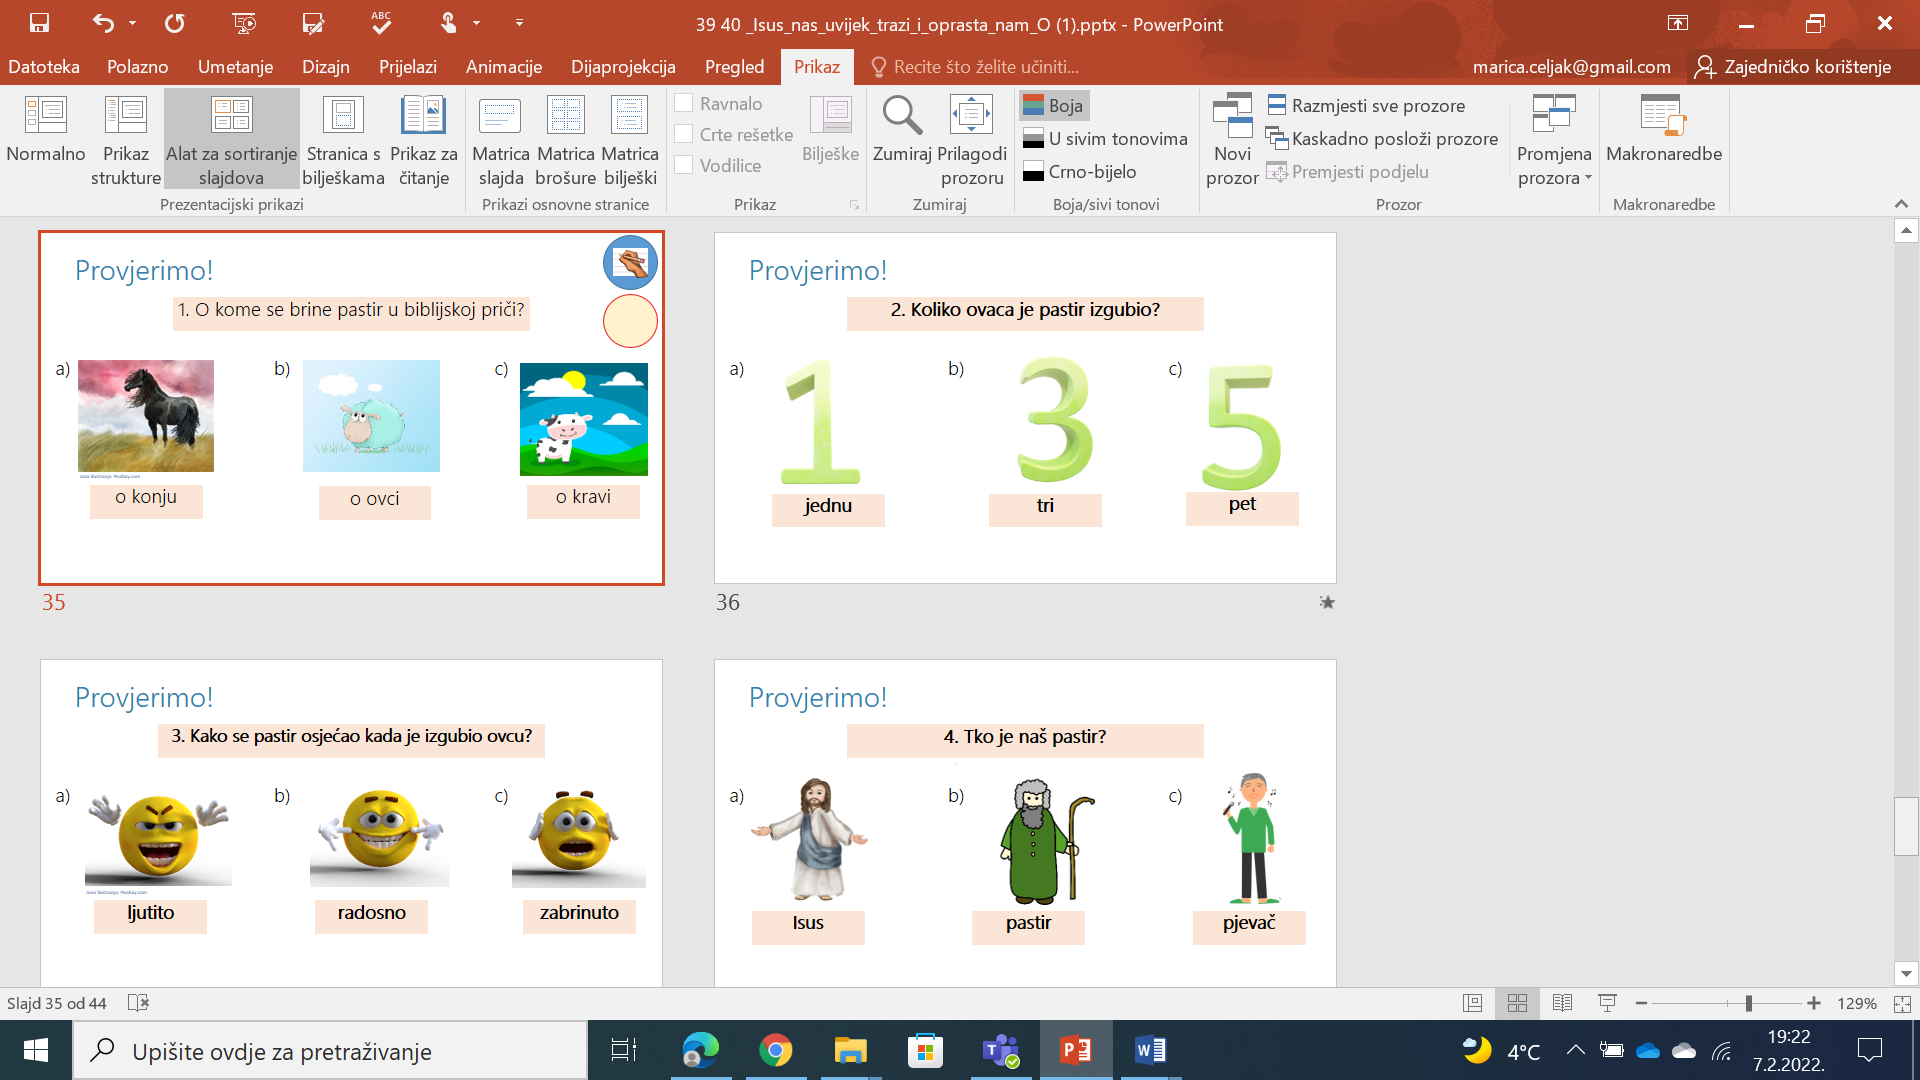 39 40 _Isus_nas_uvijek_trazi_i_oprasta_nam_O (1).pptx - PowerPoint
Datoteka Polazno Umetanje Dizajn Prijelazi Animacije Dijaprojekcija Pregled Prikaz Recite što želite učiniti... marica.celjak@gmail.com Zajedničko korištenje
Normalno
Prikaz strukture
Alat za sortiranje slajdova
Stranica s bilješkama
Prikaz za čitanje
Prezentacijski prikazi
Matrica slajda
Matrica brošure
Matrica bilješki
Prikazi osnovne stranice
Ravnalo
Crte rešetke
Vodilice
Bilješke
Prikaz
Zumiraj
Prilagodi prozoru
Zumiraj
Boja
U sivim tonovima
Crno-bijelo
Boja/sivi tonovi
Novi prozor
Razmjesti sve prozore
Kaskadno posloži prozore
Premjesti podjelu
Promjena prozora
Prozor
Makronaredbe
Makronaredbe
Provjerimo!
1. O kome se brine pastir u biblijskoj priči?
a) b) c)
o konju o ovci o kravi
35
Provjerimo!
2. Koliko ovaca je pastir izgubio?
a) b) c)
1 3 5
jednu tri pet
36
Provjerimo!
3. Kako se pastir osjećao kada je izgubio ovcu?
a) b) c)
ljutito radosno zabrinuto
Provjerimo!
4. Tko je naš pastir?
a) b) c)
Isus pastir pjevač
Slajd 35 od 44
129%
Upišite ovdje za pretraživanje
4°C
19:22
7.2.2022.